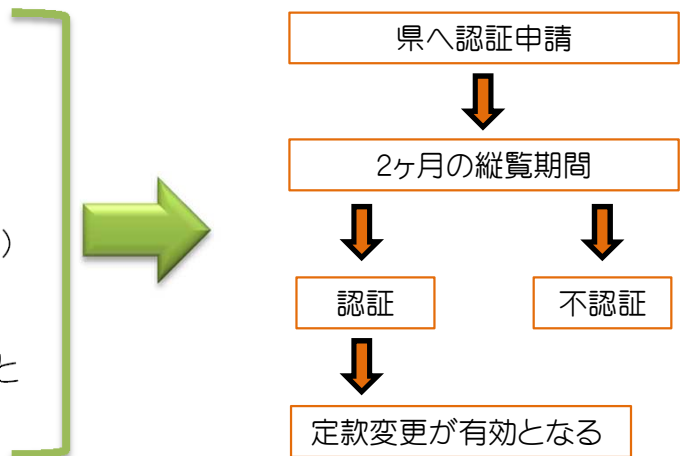 県へ認証申請
2ヶ月の縦覧期間
）
認証 不認証
と
定款変更が有効となる